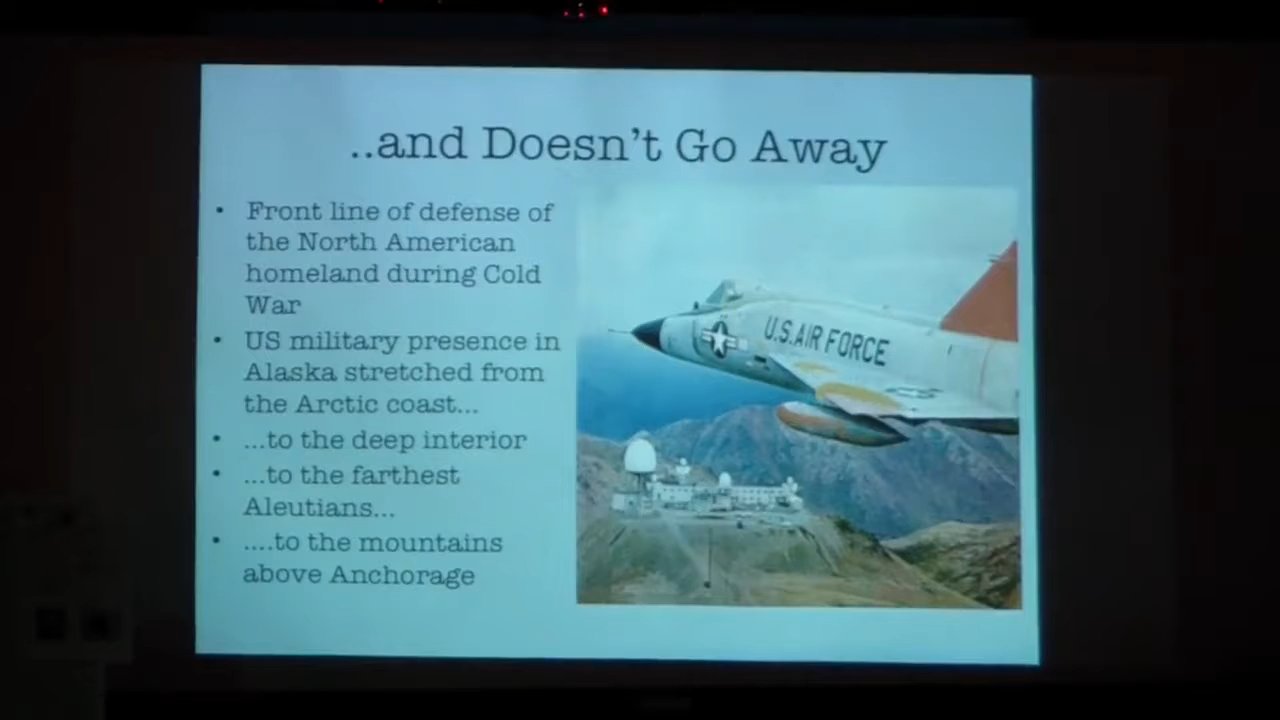 ..and Doesn't Go Away
• Front line of defense of
the North American
homeland during Cold
War
• US military presence in
Alaska stretched from
the Arctic coast...
• ...to the deep interior
• ...to the farthest
Aleutians...
• ....to the mountains
above Anchorage
U.S.AIR FORCE